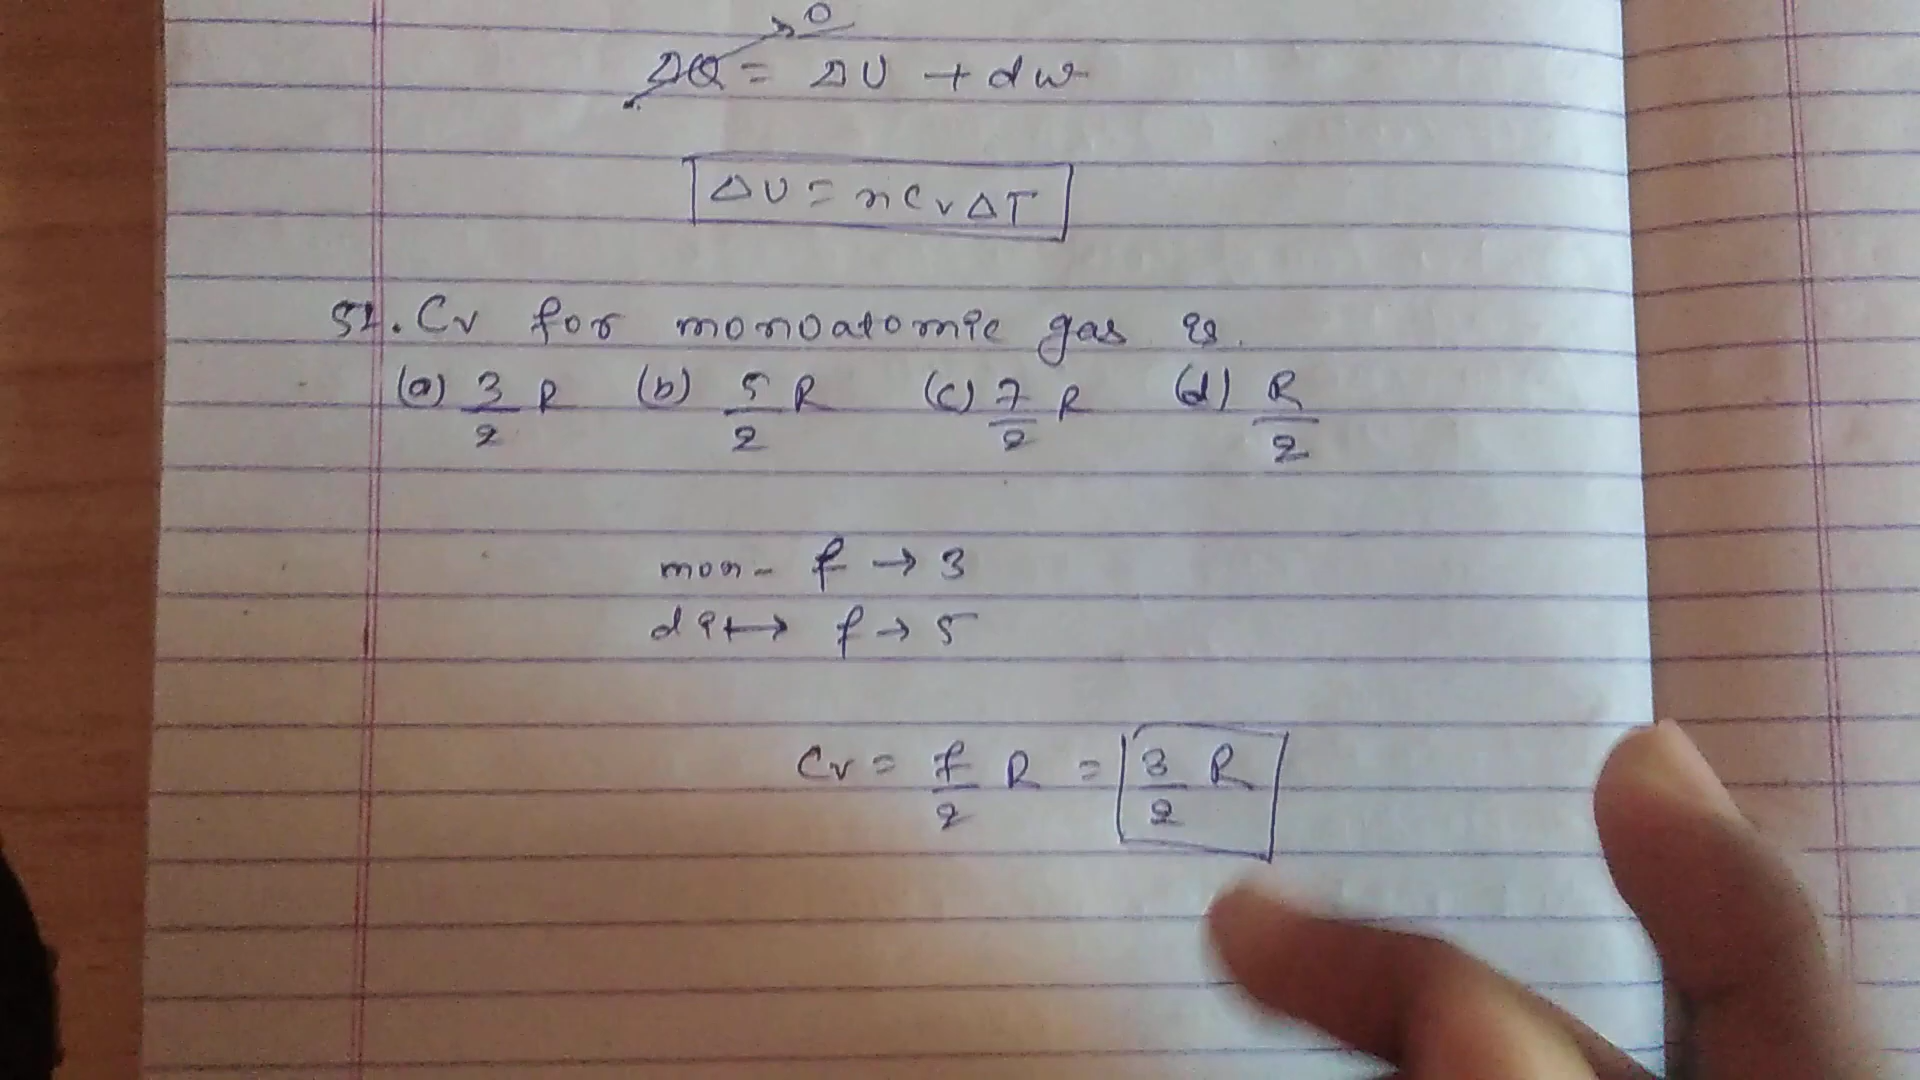 0
ΔQ = ΔU + dw
ΔU = nCvΔT
51. Cv for monoatomic gas is.
(a) 3/2 R (b) 5/2 R (c) 7/2 R (d) R/2
mon - f → 3
di → f → 5
Cv = f/2 R = 3/2 R